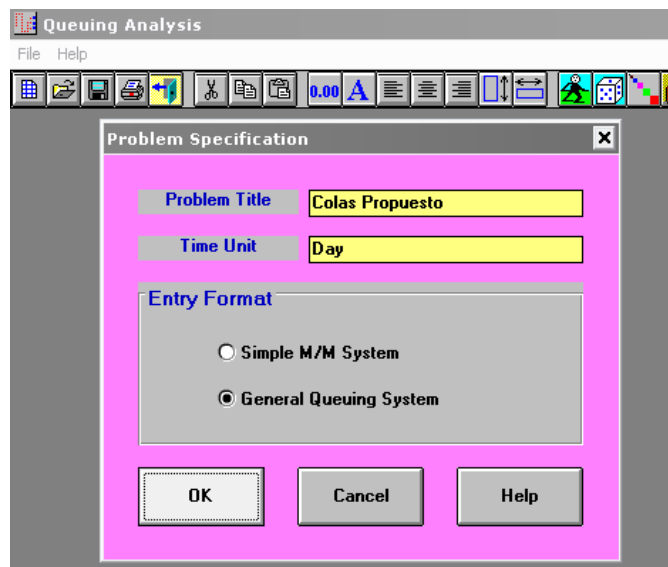 Queuing Analysis
File Help
0.00 A
Problem Specification
Problem Title Colas Propuesto
Time Unit Day
Entry Format
Simple M/M System
General Queuing System
OK Cancel Help